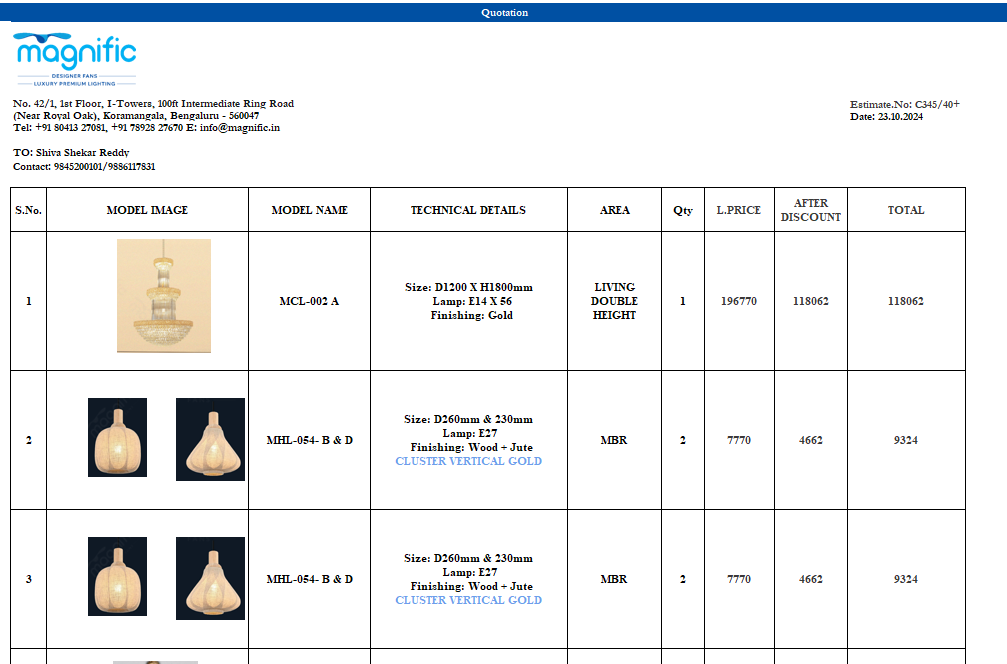 Quotation
magnific
DESIGNER FANS
LUXURY PREMIUM LIGHTING
No. 42/1, 1st Floor, I-Towers, 100ft Intermediate Ring Road
(Near Royal Oak), Koramangala, Bengaluru - 560047
Tel: +91 80413 27081, +91 78928 27670 E: info@magnific.in
Estimate.No: C345/40+
Date: 23.10.2024
TO: Shiva Shekar Reddy
Contact: 9845200101/9886117831
S.No. MODEL IMAGE MODEL NAME TECHNICAL DETAILS AREA Qty L.PRICE AFTER DISCOUNT TOTAL
1
MCL-002 A
Size: D1200 X H1800mm
Lamp: E14 X 56
Finishing: Gold
LIVING
DOUBLE
HEIGHT
1 196770 118062 118062
2
MHL-054- B & D
Size: D260mm & 230mm
Lamp: E27
Finishing: Wood + Jute
CLUSTER VERTICAL GOLD
MBR 2 7770 4662 9324
3
MHL-054- B & D
Size: D260mm & 230mm
Lamp: E27
Finishing: Wood + Jute
CLUSTER VERTICAL GOLD
MBR 2 7770 4662 9324